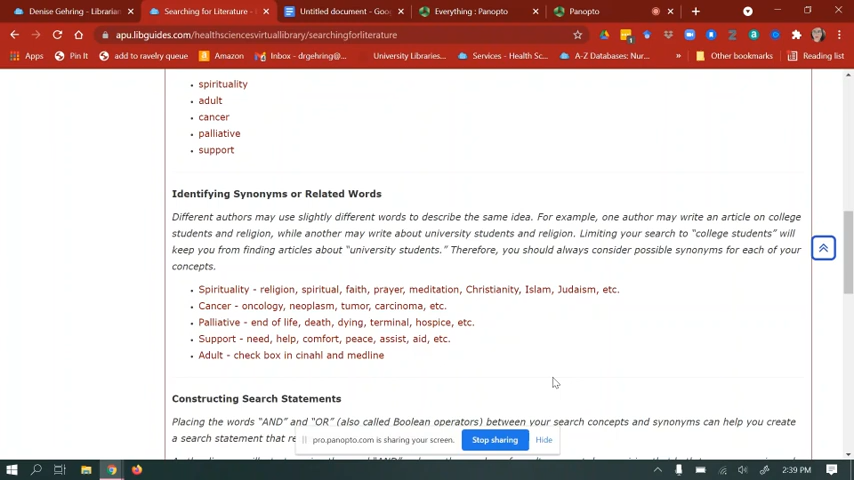 Denise Gehring - Librarian
Searching for Literature -
Untitled document - Goo
Everything : Panopto
Panopto
apu.libguides.com/healthsciencesvirtuallibrary/searchingforliterature
Apps
Pin It
add to ravelry queue
Amazon
Inbox - drgehring@...
University Libraries...
Services - Health Sc...
A-Z Databases: Nur...
»
Other bookmarks
Reading list
• spirituality
• adult
• cancer
• palliative
• support
Identifying Synonyms or Related Words
Different authors may use slightly different words to describe the same idea. For example, one author may write an article on college
students and religion, while another may write about university students and religion. Limiting your search to “college students” will
keep you from finding articles about “university students.” Therefore, you should always consider possible synonyms for each of your
concepts.
• Spirituality - religion, spiritual, faith, prayer, meditation, Christianity, Islam, Judaism, etc.
• Cancer - oncology, neoplasm, tumor, carcinoma, etc.
• Palliative - end of life, death, dying, terminal, hospice, etc.
• Support - need, help, comfort, peace, assist, aid, etc.
• Adult - check box in cinahl and medline
Constructing Search Statements
Placing the words “AND” and “OR” (also called Boolean operators) between your search concepts and synonyms can help you create
a search statement that re
pro.panopto.com is sharing your screen.
Stop sharing
Hide
2:39 PM